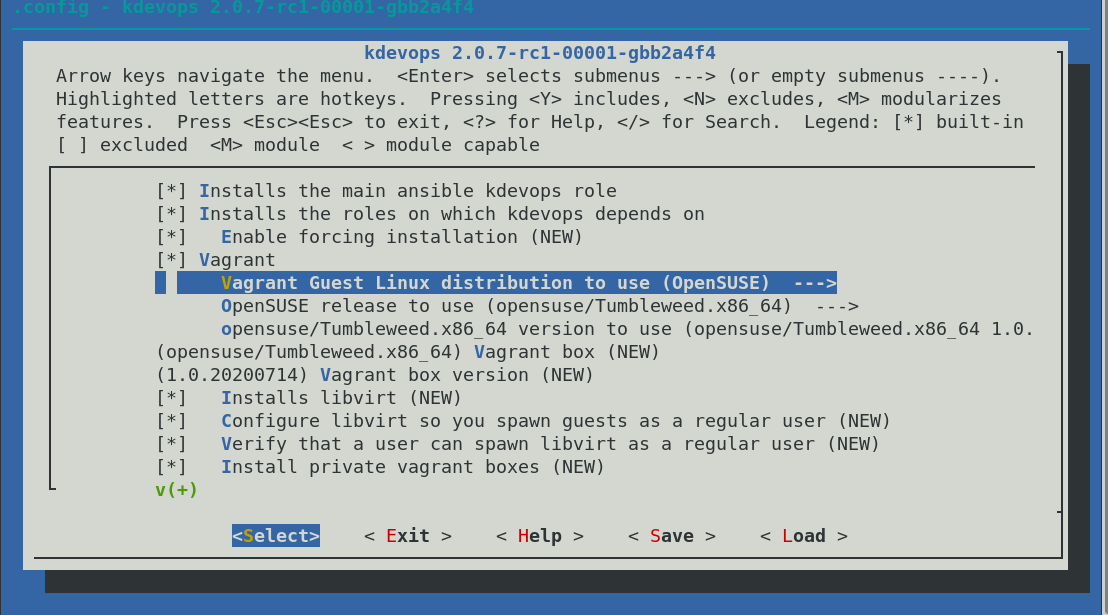 .config - kdevops 2.0.7-rc1-00001-gbb2a4f4
kdevops 2.0.7-rc1-00001-gbb2a4f4
Arrow keys navigate the menu.  <Enter> selects submenus ---> (or empty submenus ----).
Highlighted letters are hotkeys.  Pressing <Y> includes, <N> excludes, <M> modularizes
features.  Press <Esc><Esc> to exit, <?> for Help, </> for Search.  Legend: [*] built-in
[ ] excluded  <M> module  < > module capable
[*] Installs the main ansible kdevops role
[*] Installs the roles on which kdevops depends on
[*]   Enable forcing installation (NEW)
[*] Vagrant
Vagrant Guest Linux distribution to use (OpenSUSE)  --->
OpenSUSE release to use (opensuse/Tumbleweed.x86_64)  --->
opensuse/Tumbleweed.x86_64 version to use (opensuse/Tumbleweed.x86_64 1.0.
(opensuse/Tumbleweed.x86_64) Vagrant box (NEW)
(1.0.20200714) Vagrant box version (NEW)
[*]   Installs libvirt (NEW)
[*]   Configure libvirt so you spawn guests as a regular user (NEW)
[*]   Verify that a user can spawn libvirt as a regular user (NEW)
[*]   Install private vagrant boxes (NEW)
v(+)
<Select>    < Exit >    < Help >    < Save >    < Load >